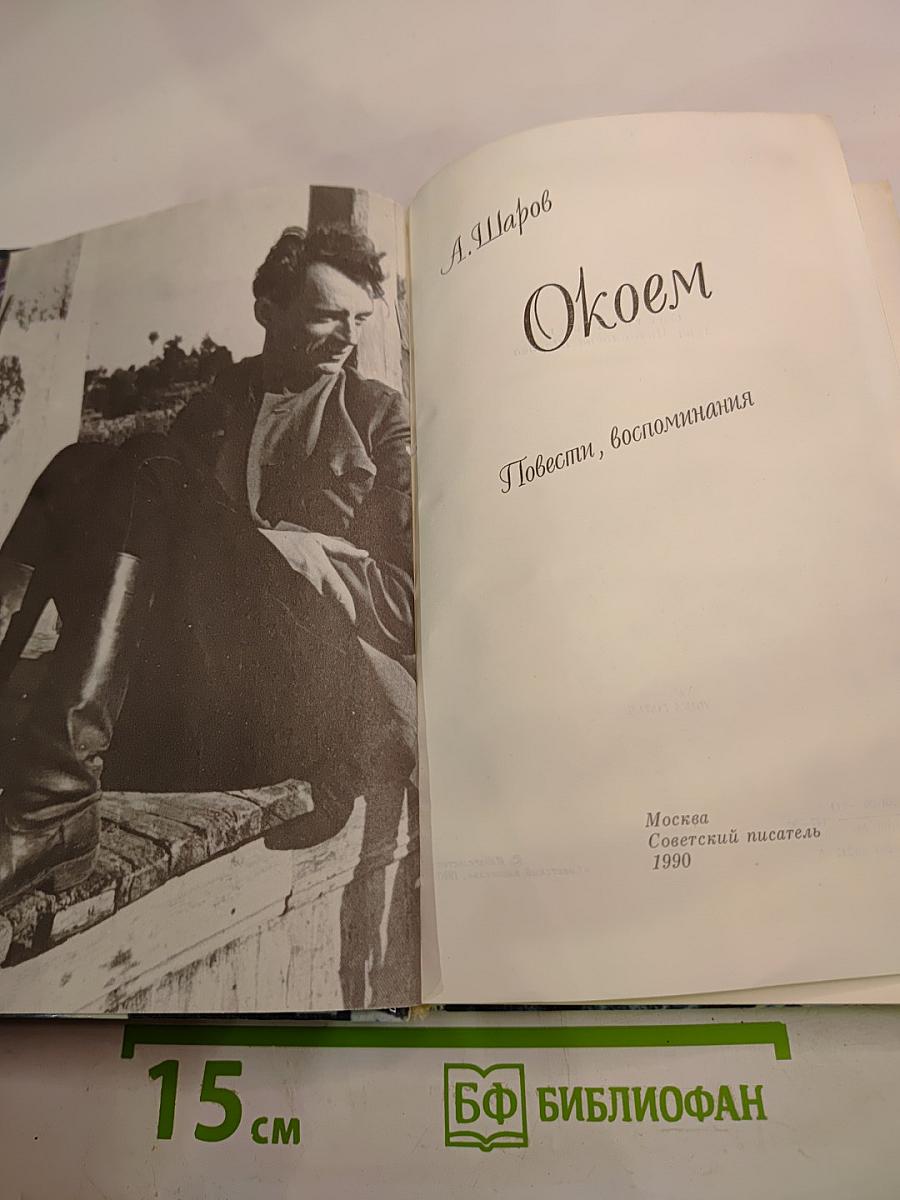 А. Шаров
Окоем
Повести, воспоминания
Москва
Советский писатель
1990
15 см
БФ БИБЛИОФАН